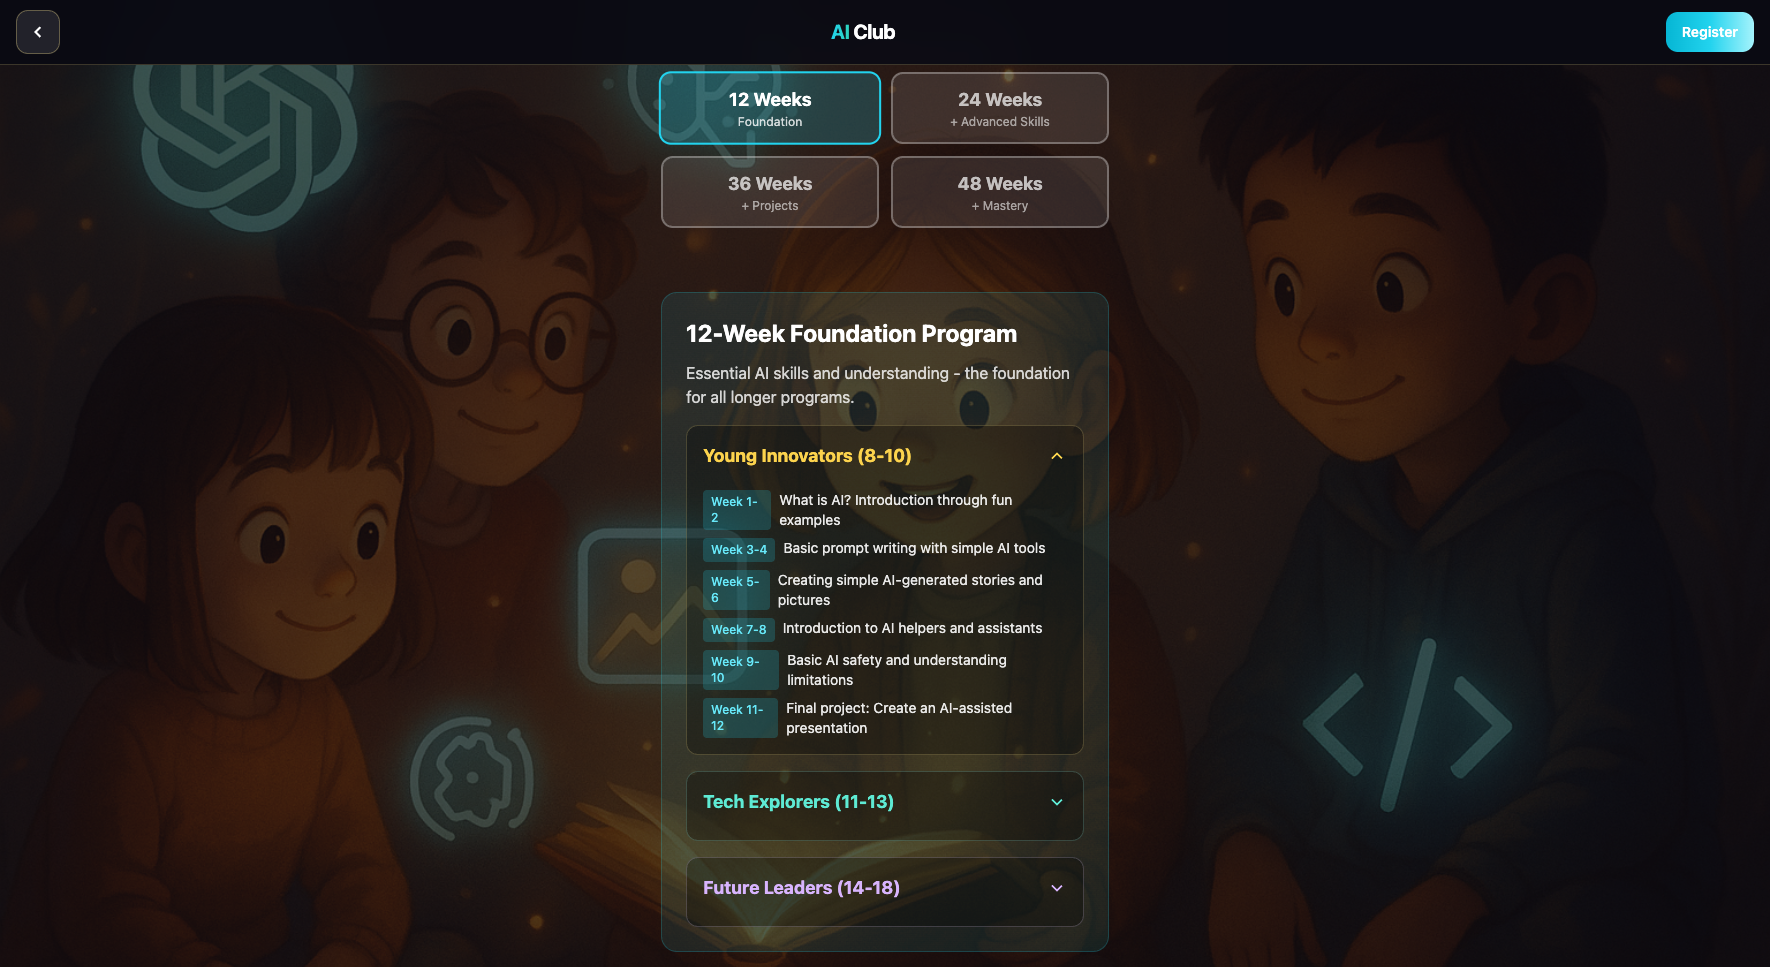 AI Club
Register
12 Weeks
Foundation
24 Weeks
+ Advanced Skills
36 Weeks
+ Projects
48 Weeks
+ Mastery
12-Week Foundation Program
Essential AI skills and understanding - the foundation
for all longer programs.
Young Innovators (8-10)
Week 1-
2
What is AI? Introduction through fun
examples
Week 3-4
Basic prompt writing with simple AI tools
Week 5-
6
Creating simple AI-generated stories and
pictures
Week 7-8
Introduction to AI helpers and assistants
Week 9-
10
Basic AI safety and understanding
limitations
Week 11-
12
Final project: Create an AI-assisted
presentation
Tech Explorers (11-13)
Future Leaders (14-18)